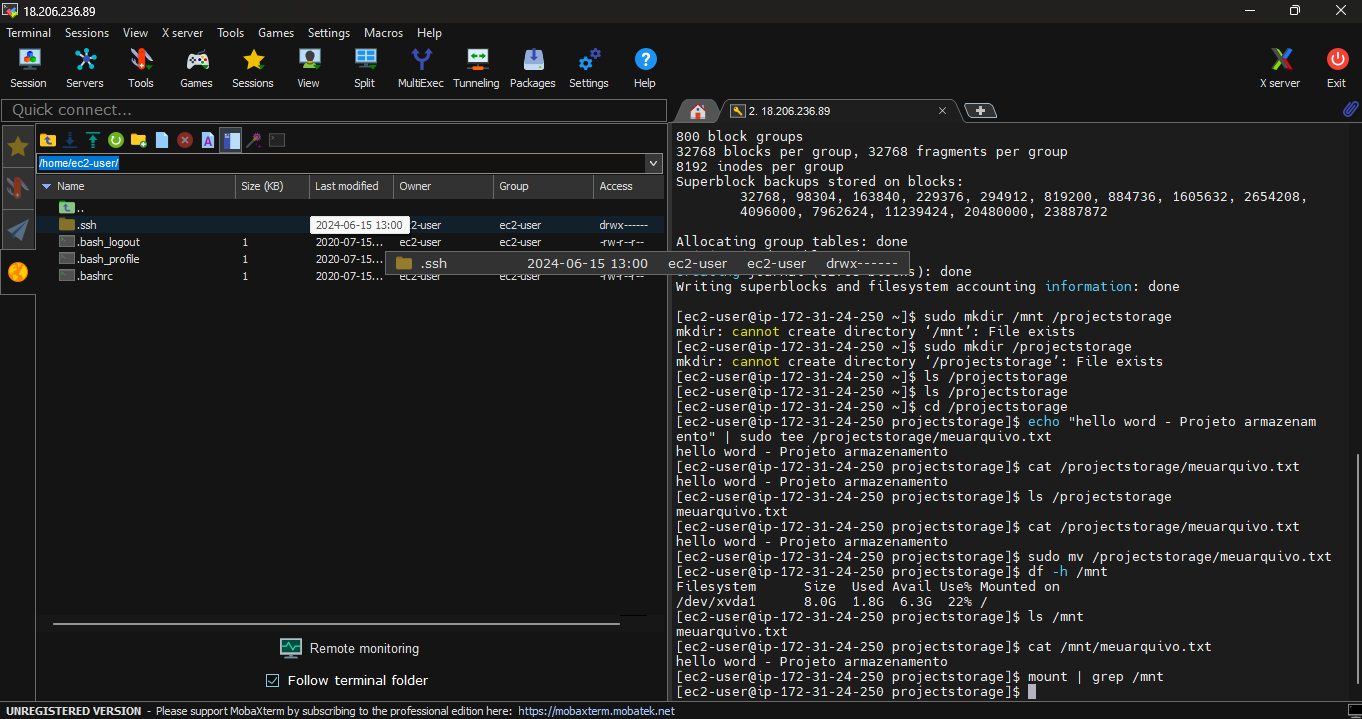 18.206.236.89
Terminal Sessions View X server Tools Games Settings Macros Help
Session Servers Tools Games Sessions View Split MultiExec Tunneling Packages Settings Help X server Exit
Quick connect...
2. 18.206.236.89
/home/ec2-user/
Name Size (KB) Last modified Owner Group Access
..
.ssh 2024-06-15 13:00 2-user ec2-user drwx------
.bash_logout 1 2020-07-15... ec2-user ec2-user -rw-r--r--
.bash_profile 1 2020-07-15...
.ssh 2024-06-15 13:00 ec2-user ec2-user drwx------
.bashrc 1 2020-07-15... ec2-user ec2-user -rw-r--r--
Remote monitoring
Follow terminal folder
800 block groups
32768 blocks per group, 32768 fragments per group
8192 inodes per group
Superblock backups stored on blocks:
32768, 98304, 163840, 229376, 294912, 819200, 884736, 1605632, 2654208,
4096000, 7962624, 11239424, 20480000, 23887872
Allocating group tables: done
): done
Writing superblocks and filesystem accounting information: done
[ec2-user@ip-172-31-24-250 ~]$ sudo mkdir /mnt /projectstorage
mkdir: cannot create directory ‘/mnt’: File exists
[ec2-user@ip-172-31-24-250 ~]$ sudo mkdir /projectstorage
mkdir: cannot create directory ‘/projectstorage’: File exists
[ec2-user@ip-172-31-24-250 ~]$ ls /projectstorage
[ec2-user@ip-172-31-24-250 ~]$ ls /projectstorage
[ec2-user@ip-172-31-24-250 ~]$ cd /projectstorage
[ec2-user@ip-172-31-24-250 projectstorage]$ echo "hello word - Projeto armazenam
ento" | sudo tee /projectstorage/meuarquivo.txt
hello word - Projeto armazenamento
[ec2-user@ip-172-31-24-250 projectstorage]$ cat /projectstorage/meuarquivo.txt
hello word - Projeto armazenamento
[ec2-user@ip-172-31-24-250 projectstorage]$ ls /projectstorage
meuarquivo.txt
[ec2-user@ip-172-31-24-250 projectstorage]$ cat /projectstorage/meuarquivo.txt
hello word - Projeto armazenamento
[ec2-user@ip-172-31-24-250 projectstorage]$ sudo mv /projectstorage/meuarquivo.txt
[ec2-user@ip-172-31-24-250 projectstorage]$ df -h /mnt
Filesystem Size Used Avail Use% Mounted on
/dev/xvda1 8.0G 1.8G 6.3G 22% /
[ec2-user@ip-172-31-24-250 projectstorage]$ ls /mnt
meuarquivo.txt
[ec2-user@ip-172-31-24-250 projectstorage]$ cat /mnt/meuarquivo.txt
hello word - Projeto armazenamento
[ec2-user@ip-172-31-24-250 projectstorage]$ mount | grep /mnt
[ec2-user@ip-172-31-24-250 projectstorage]$
UNREGISTERED VERSION - Please support MobaXterm by subscribing to the professional edition here: https://mobaxterm.mobatek.net